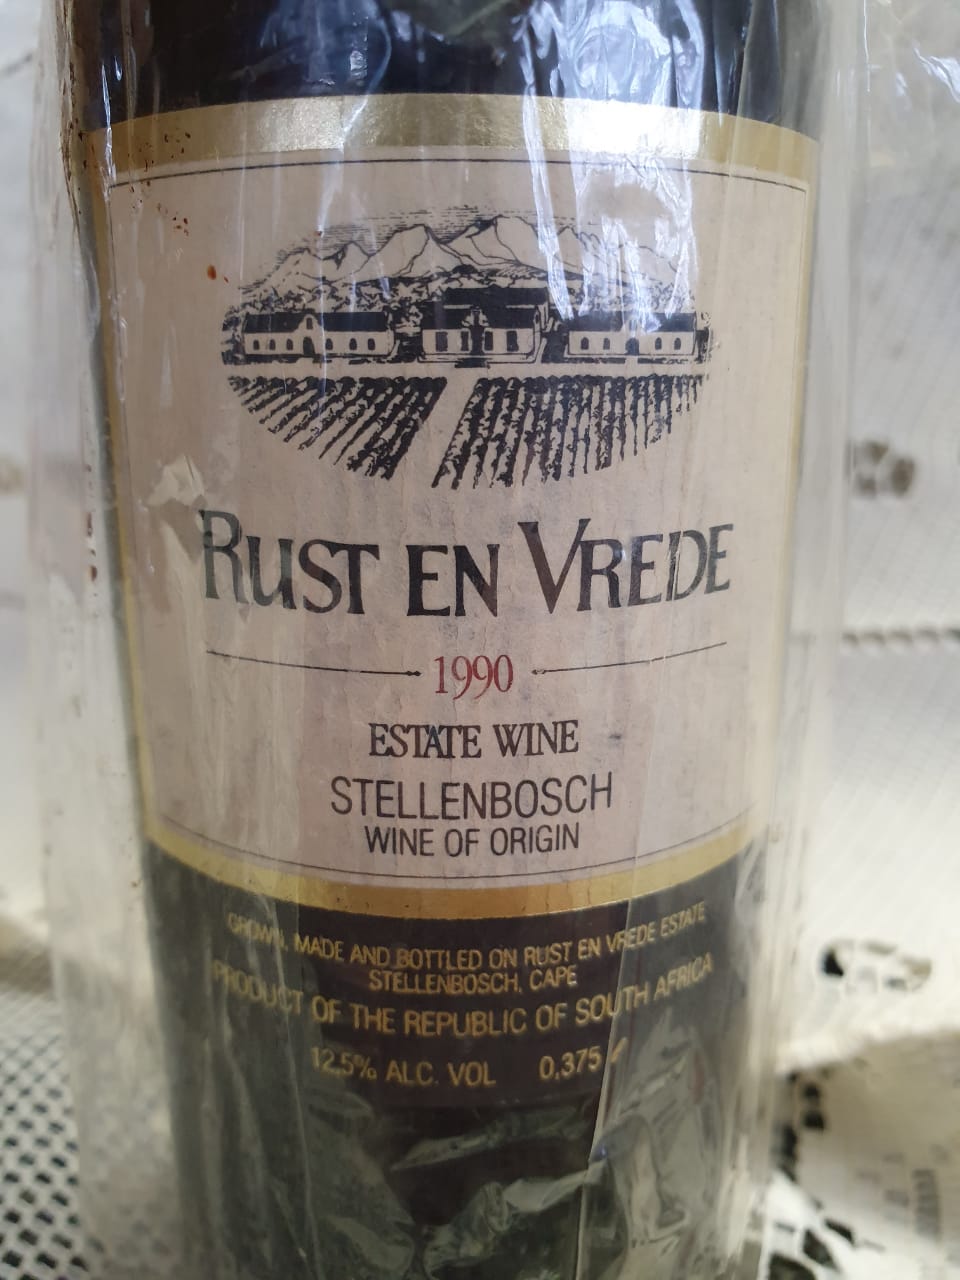 RUST EN VREDE
1990
ESTATE WINE
STELLENBOSCH
WINE OF ORIGIN
GROWN, MADE AND BOTTLED ON RUST EN VREDE ESTATE
STELLENBOSCH, CAPE
PRODUCT OF THE REPUBLIC OF SOUTH AFRICA
12,5% ALC. VOL 0,375 ℓ